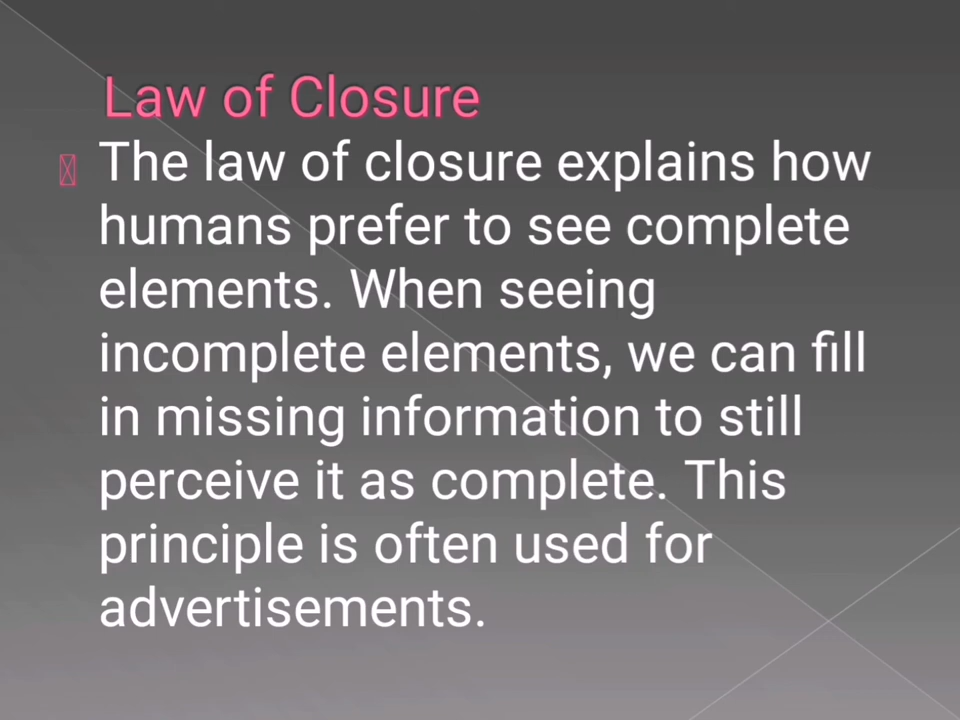 Law of Closure
The law of closure explains how
humans prefer to see complete
elements. When seeing
incomplete elements, we can fill
in missing information to still
perceive it as complete. This
principle is often used for
advertisements.